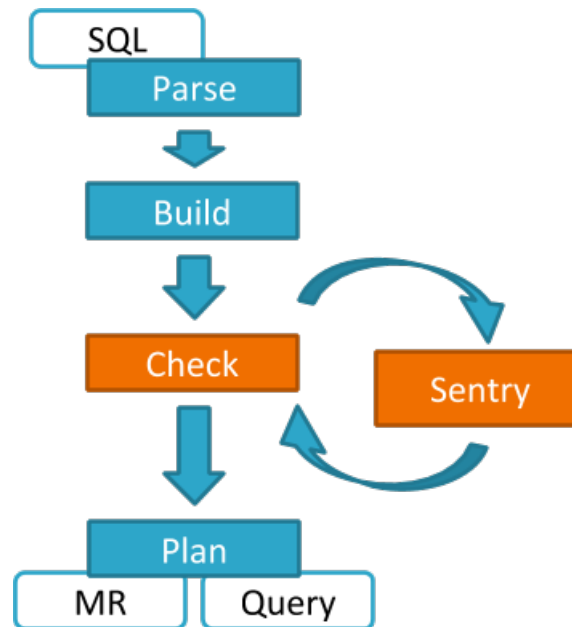 SQL
Parse
Build
Check
Sentry
Plan
MR
Query